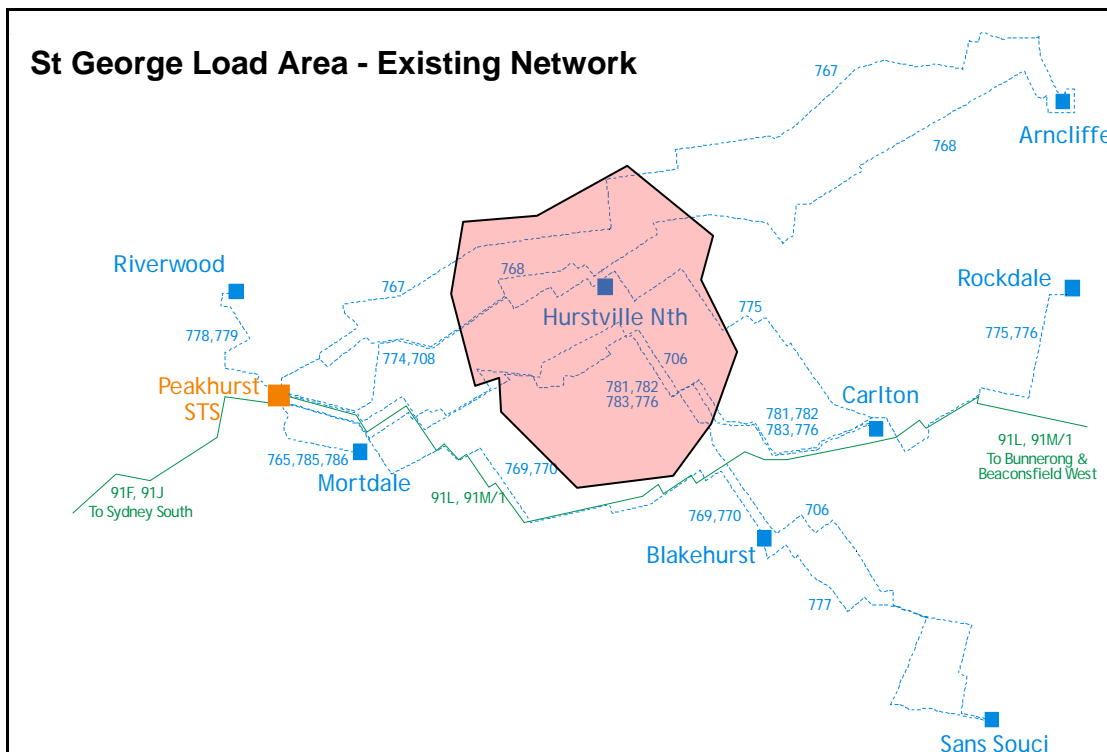 St George Load Area - Existing Network
767
Arncliffe
768
Riverwood
768
Rockdale
767
Hurstville Nth
775
778,779
775,776
774,708
706
Peakhurst
STS
781,782
783,776
Carlton
781,782
783,776
91L, 91M/1
To Bunnerong &
Beaconsfield West
765,785,786
769,770
Mortdale
91F, 91J
To Sydney South
91L, 91M/1
769,770
706
Blakehurst
777
Sans Souci